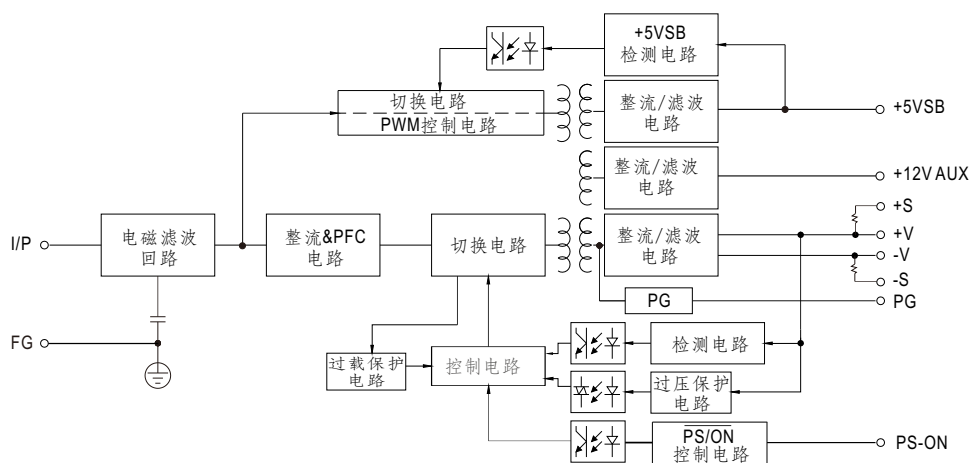 +5VSB
检测电路
切换电路
PWM控制电路
整流/滤波
电路
+5VSB
整流/滤波
电路
+12V AUX
+S
I/P
电磁滤波
回路
整流&PFC
电路
切换电路
整流/滤波
电路
+V
-V
-S
PG
PG
FG
过载保护
电路
控制电路
检测电路
过压保护
电路
PS/ON
控制电路
PS-ON